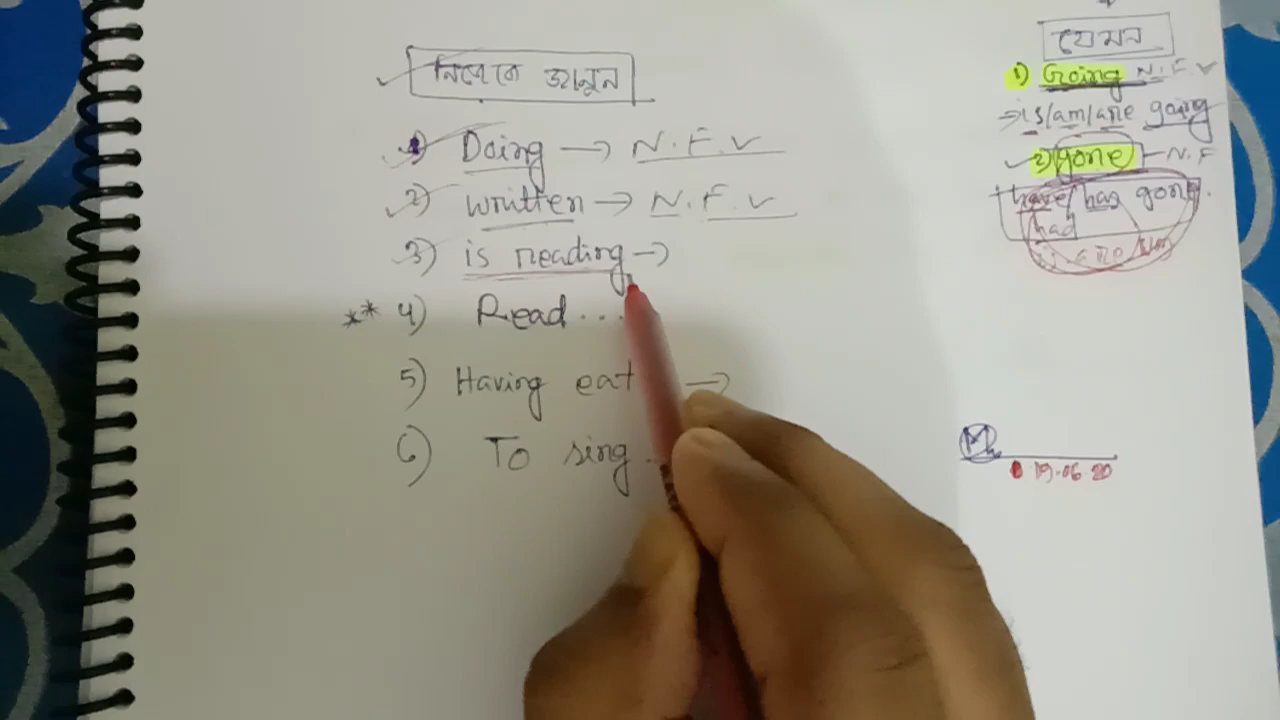 নিজেকে জানুন
1) Doing → N.F.V
2) written → N.F.V
3) is reading →
** 4) Read...
5) Having eat →
6) To sing
যেমন
1) Going N.F.V
→ is/am/are going
2) gone - N.F
have/has gone.
had
19.06 20